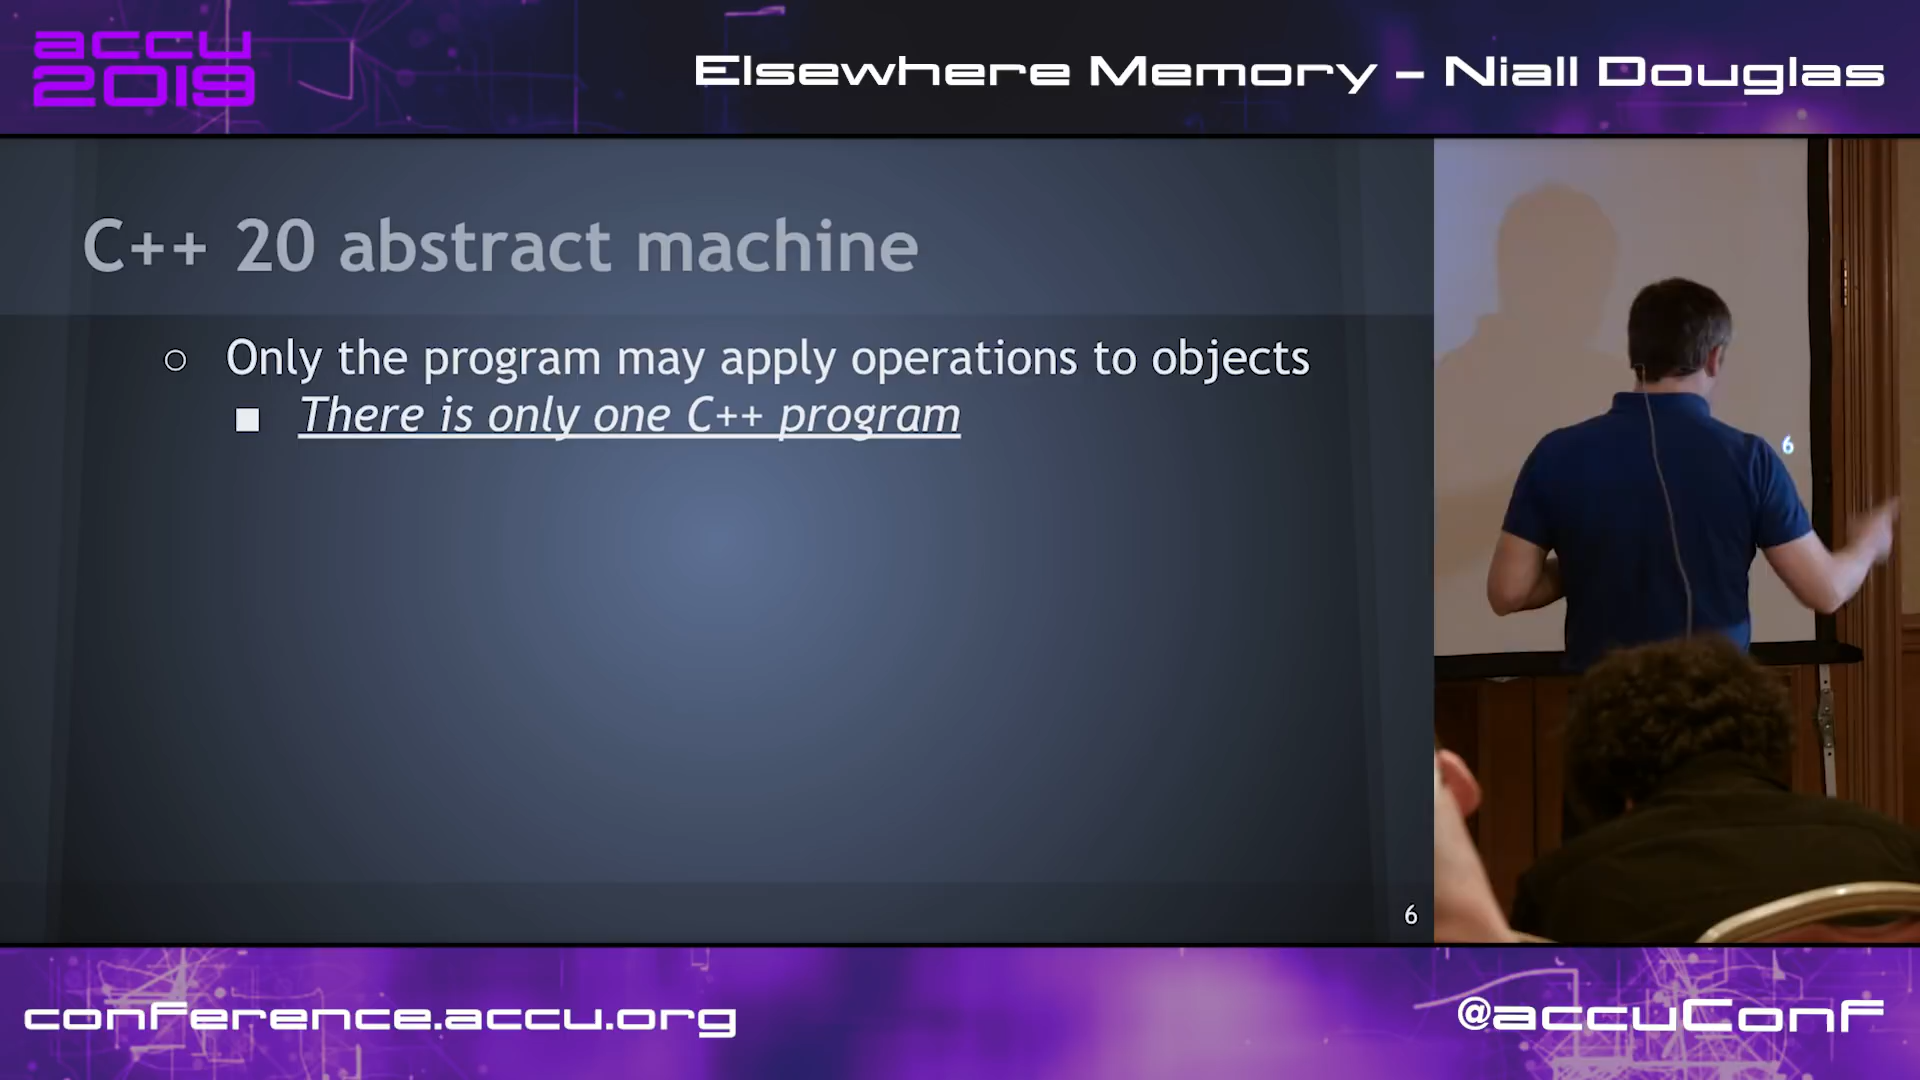 accu
2019
Elsewhere Memory – Niall Douglas
C++ 20 abstract machine
○ Only the program may apply operations to objects
■ There is only one C++ program
6
6
conference.accu.org
@accuConf